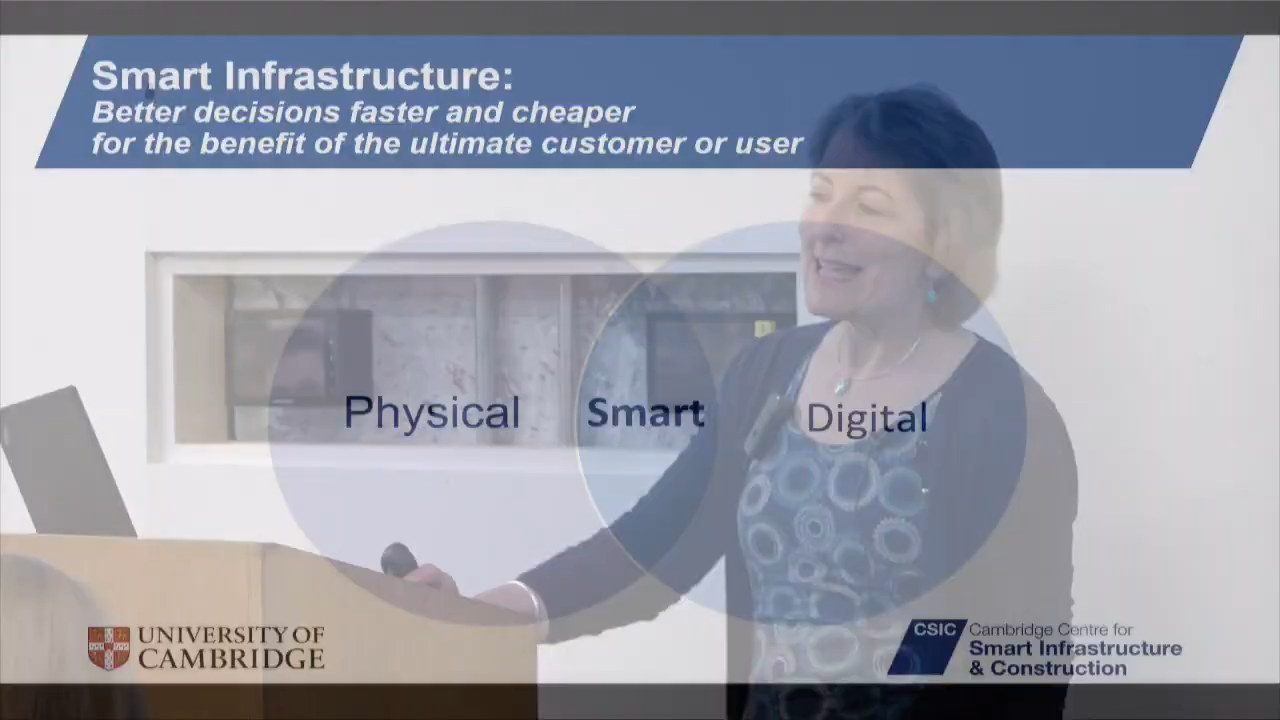 Smart Infrastructure:
Better decisions faster and cheaper
for the benefit of the ultimate customer or user
Physical
Smart
Digital
UNIVERSITY OF
CAMBRIDGE
CSIC
Cambridge Centre for
Smart Infrastructure
& Construction